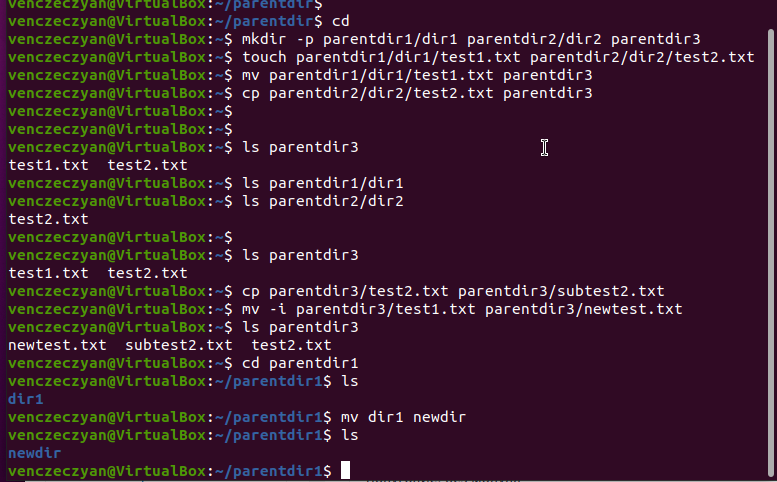 venczeczyan@VirtualBox:~/parentdir$
venczeczyan@VirtualBox:~/parentdir$ cd
venczeczyan@VirtualBox:~$ mkdir -p parentdir1/dir1 parentdir2/dir2 parentdir3
venczeczyan@VirtualBox:~$ touch parentdir1/dir1/test1.txt parentdir2/dir2/test2.txt
venczeczyan@VirtualBox:~$ mv parentdir1/dir1/test1.txt parentdir3
venczeczyan@VirtualBox:~$ cp parentdir2/dir2/test2.txt parentdir3
venczeczyan@VirtualBox:~$
venczeczyan@VirtualBox:~$
venczeczyan@VirtualBox:~$ ls parentdir3
test1.txt  test2.txt
venczeczyan@VirtualBox:~$ ls parentdir1/dir1
venczeczyan@VirtualBox:~$ ls parentdir2/dir2
test2.txt
venczeczyan@VirtualBox:~$
venczeczyan@VirtualBox:~$ ls parentdir3
test1.txt  test2.txt
venczeczyan@VirtualBox:~$ cp parentdir3/test2.txt parentdir3/subtest2.txt
venczeczyan@VirtualBox:~$ mv -i parentdir3/test1.txt parentdir3/newtest.txt
venczeczyan@VirtualBox:~$ ls parentdir3
newtest.txt  subtest2.txt  test2.txt
venczeczyan@VirtualBox:~$ cd parentdir1
venczeczyan@VirtualBox:~/parentdir1$ ls
dir1
venczeczyan@VirtualBox:~/parentdir1$ mv dir1 newdir
venczeczyan@VirtualBox:~/parentdir1$ ls
newdir
venczeczyan@VirtualBox:~/parentdir1$